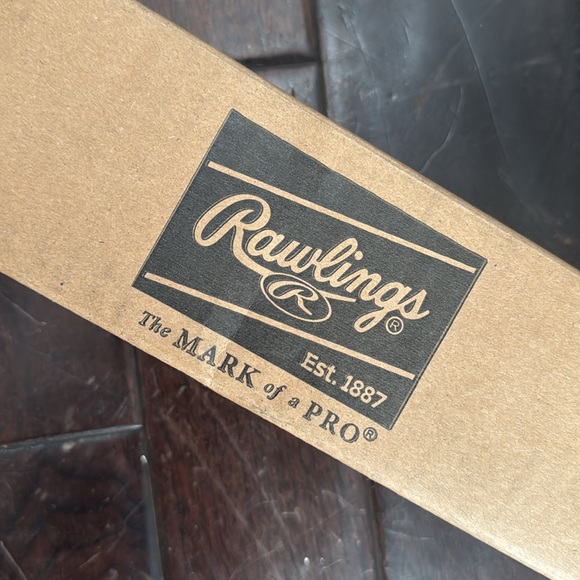 Rawlings®
R
Est. 1887
The MARK of a PRO®